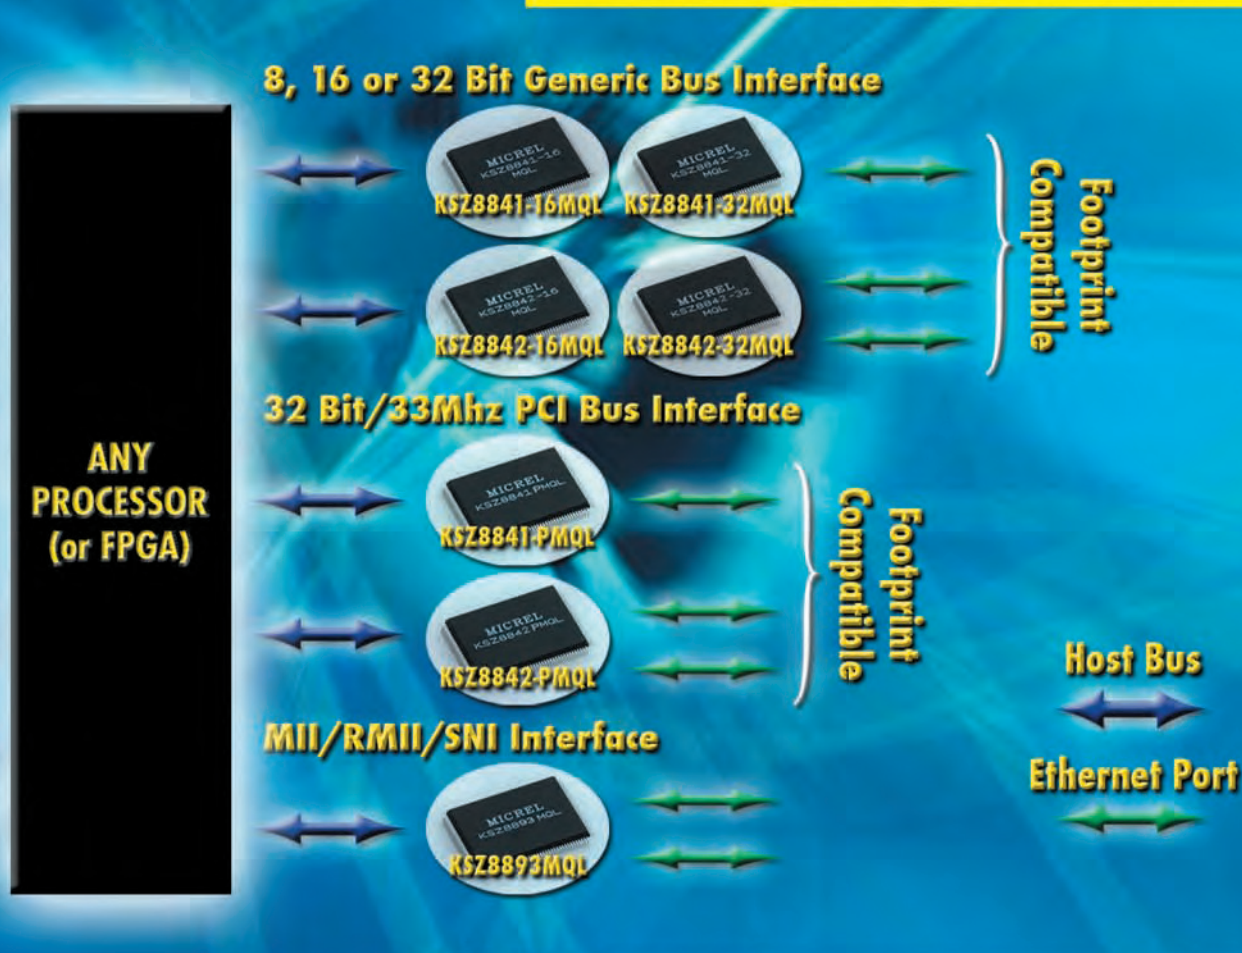 8, 16 or 32 Bit Generic Bus Interface
MICREL
KSZ8841-16
MQL
KSZ8841-16MQL
MICREL
KSZ8841-32
MQL
KSZ8841-32MQL
MICREL
KSZ8842-16
MQL
KSZ8842-16MQL
MICREL
KSZ8842-32
MQL
KSZ8842-32MQL
Footprint
Compatible
32 Bit/33Mhz PCI Bus Interface
ANY
PROCESSOR
(or FPGA)
MICREL
KSZ8841 PMQL
KSZ8841-PMQL
MICREL
KSZ8842 PMQL
KSZ8842-PMQL
Footprint
Compatible
MII/RMII/SNI Interface
MICREL
KSZ8893 MQL
KSZ8893MQL
Host Bus
Ethernet Port